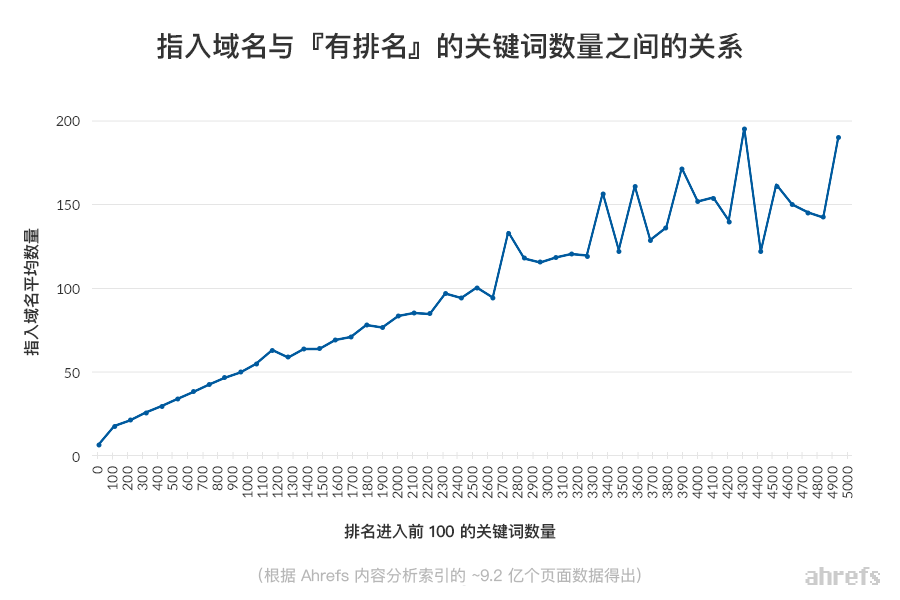 指入域名与『有排名』的关键词数量之间的关系
200
150
100
50
0
指入域名平均数量
0 100 200 300 400 500 600 700 800 900 1000 1100 1200 1300 1400 1500 1600 1700 1800 1900 2000 2100 2200 2300 2400 2500 2600 2700 2800 2900 3000 3100 3200 3300 3400 3500 3600 3700 3800 3900 4000 4100 4200 4300 4400 4500 4600 4700 4800 4900 5000
排名进入前 100 的关键词数量
（根据 Ahrefs 内容分析索引的 ~9.2 亿个页面数据得出）
ahrefs